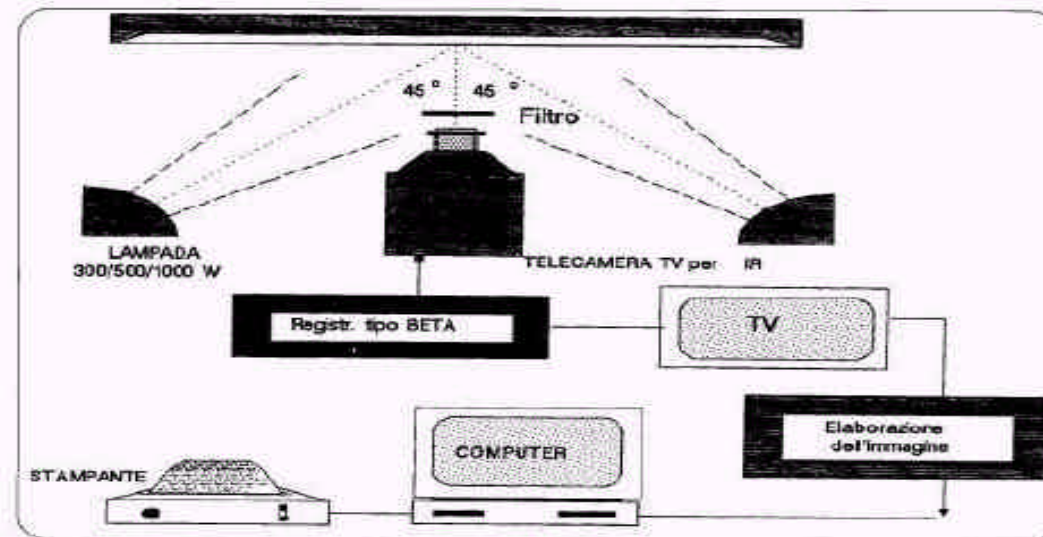 45 ° 45 °
Filtro
LAMPADA
300/500/1000 W
TELECAMERA TV per IR
Registr. tipo BETA
TV
Elaborazione
dell'immagine
COMPUTER
STAMPANTE